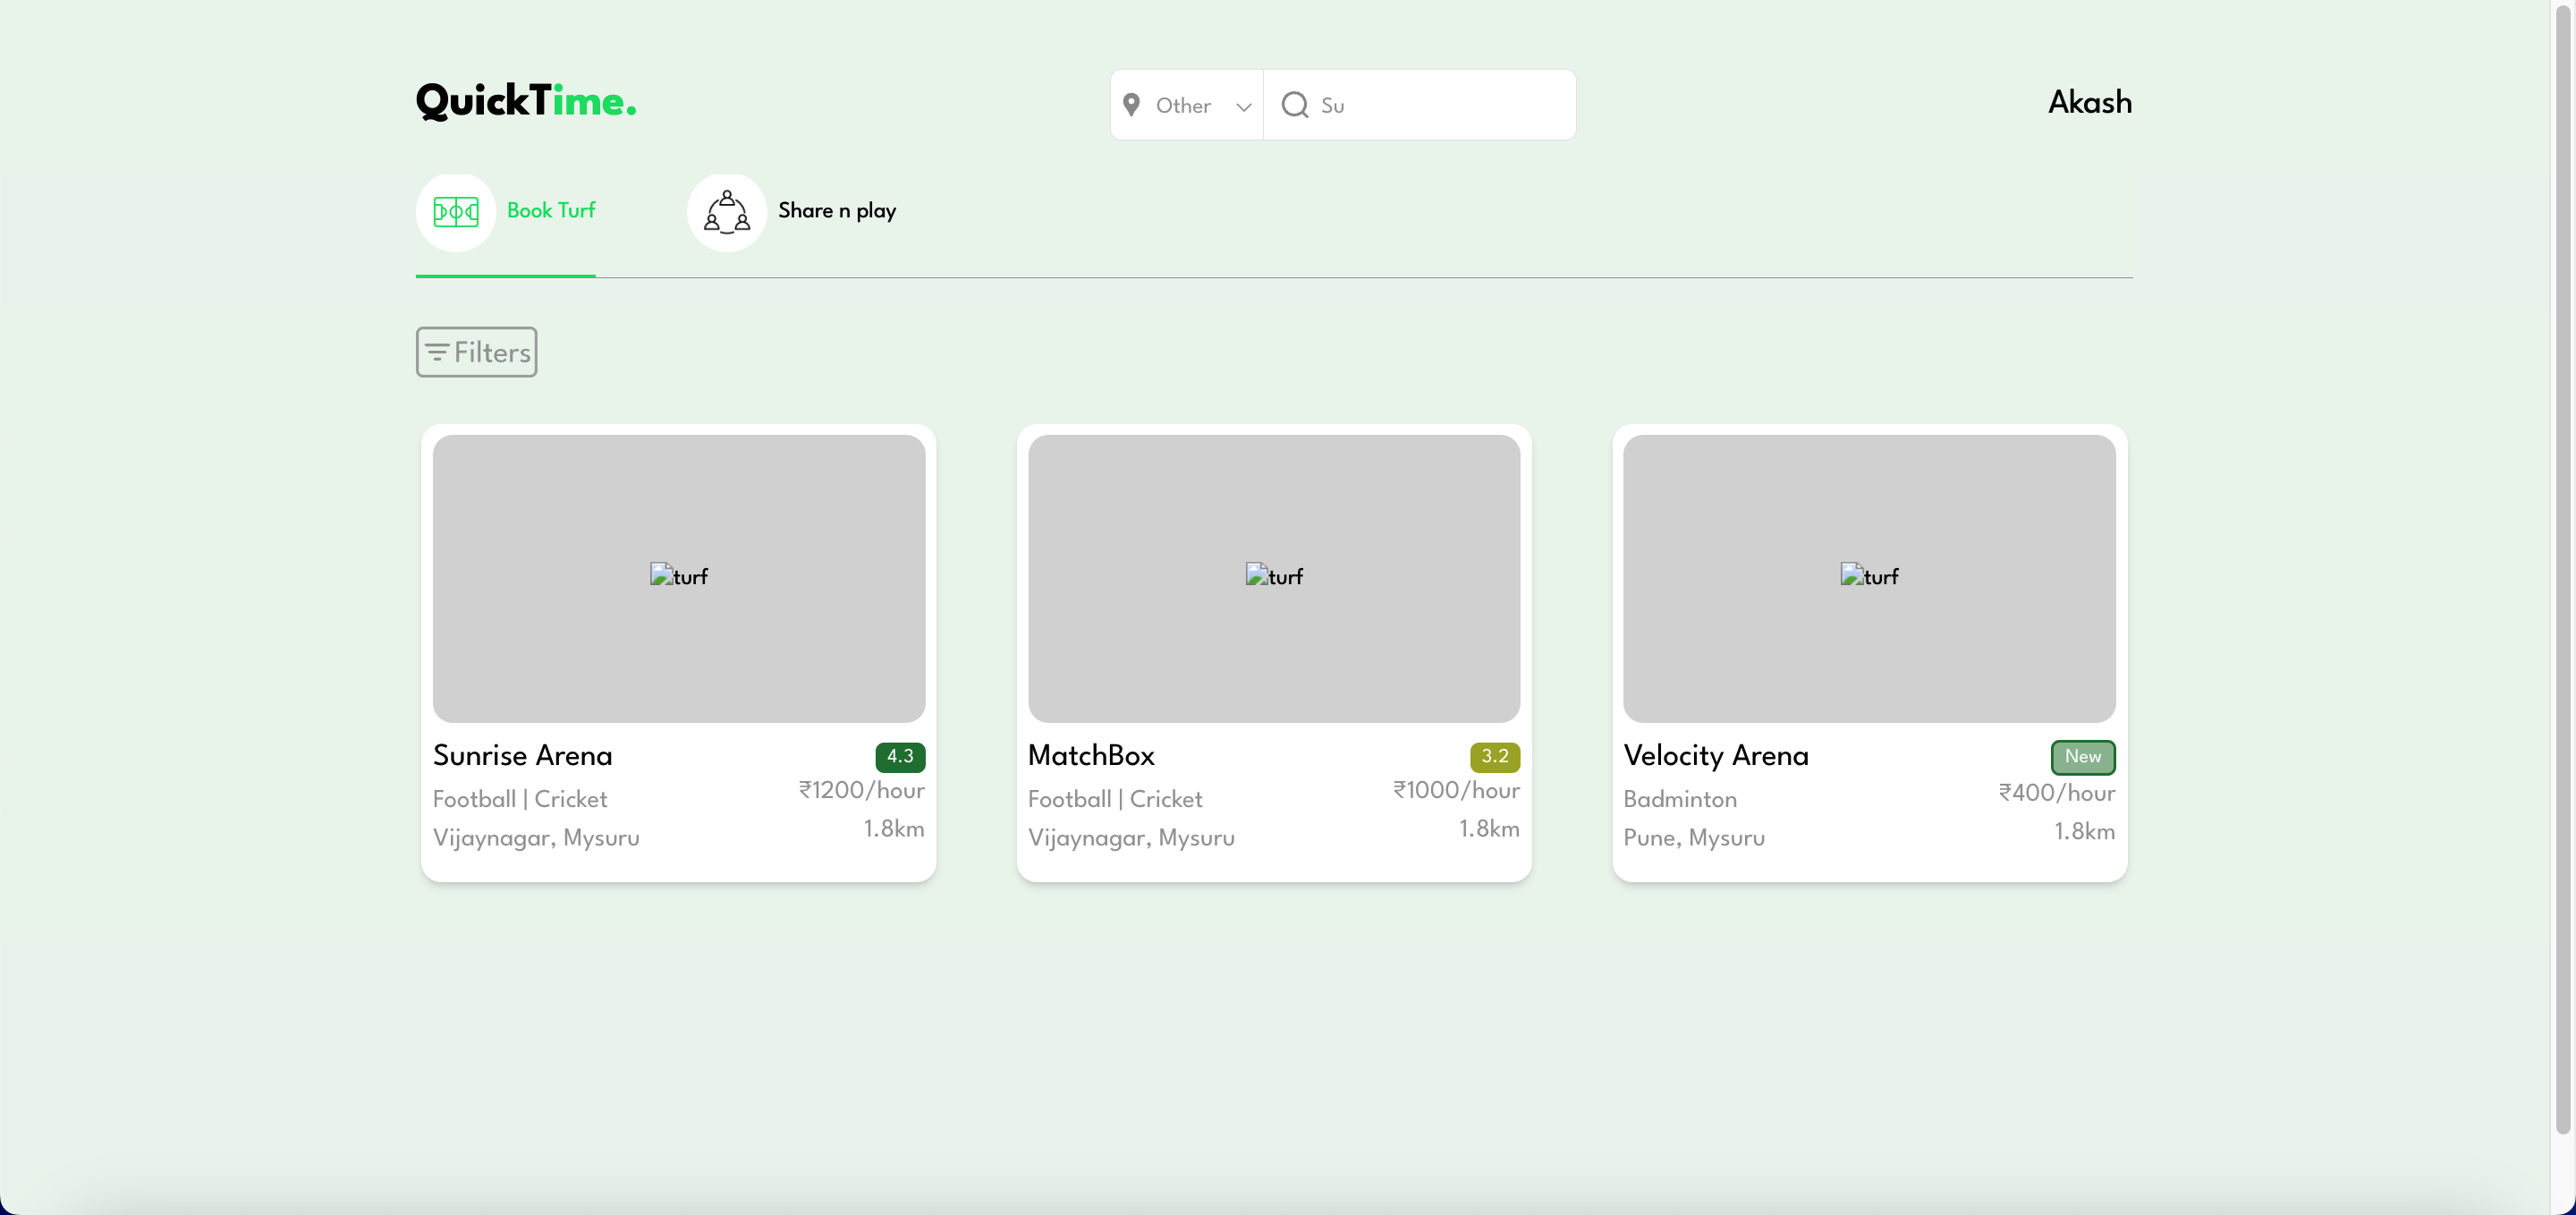 QuickTime.
Other
Su
Akash
Book Turf
Share n play
Filters
turf
turf
turf
Sunrise Arena
4.3
Football | Cricket
₹1200/hour
Vijaynagar, Mysuru
1.8km
MatchBox
3.2
Football | Cricket
₹1000/hour
Vijaynagar, Mysuru
1.8km
Velocity Arena
New
Badminton
₹400/hour
Pune, Mysuru
1.8km